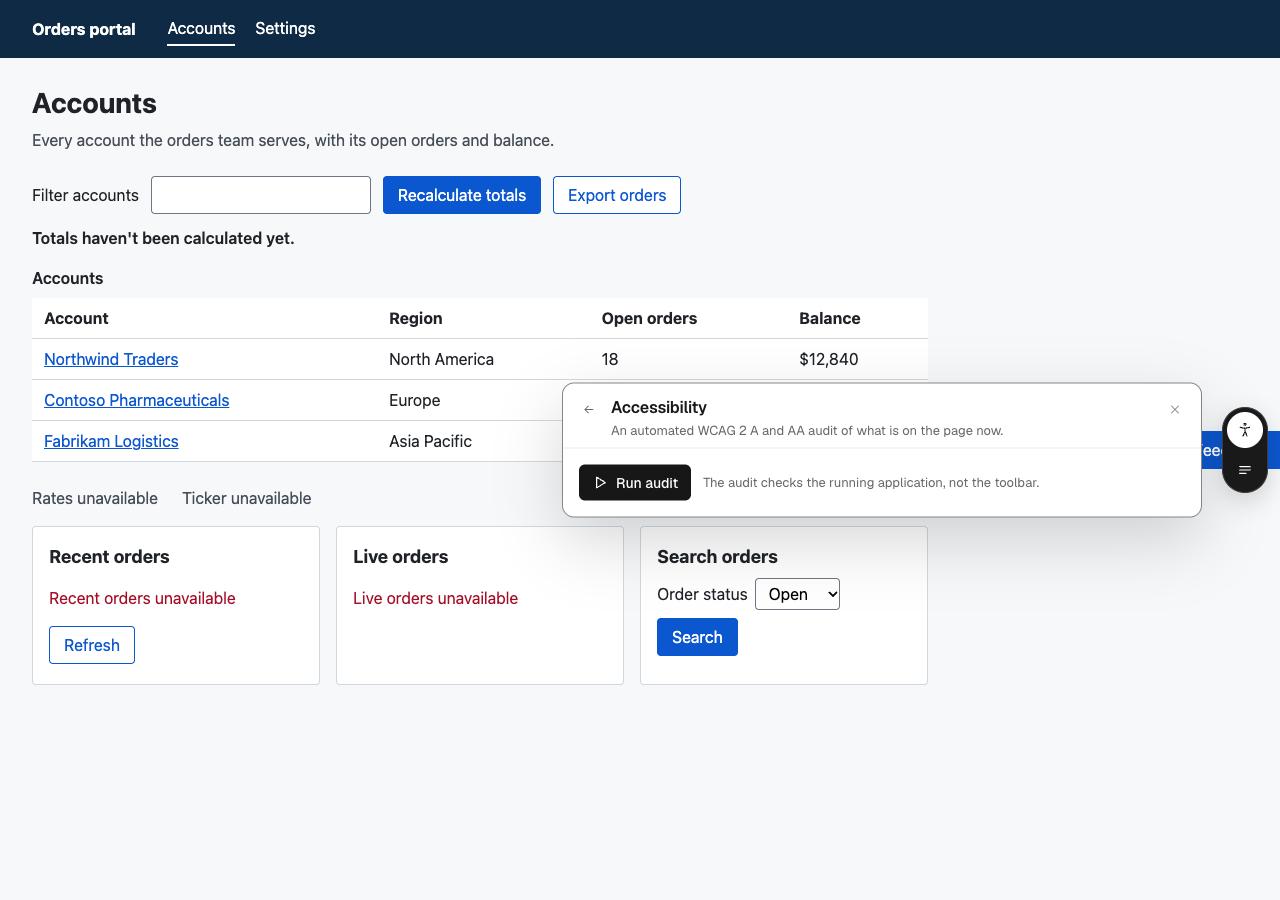 Orders portal Accounts Settings
Accounts
Every account the orders team serves, with its open orders and balance.
Filter accounts Recalculate totals Export orders
Totals haven't been calculated yet.
Accounts
Account Region Open orders Balance
Northwind Traders North America 18 $12,840
Contoso Pharmaceuticals Europe
Fabrikam Logistics Asia Pacific
Accessibility
An automated WCAG 2 A and AA audit of what is on the page now.
Run audit The audit checks the running application, not the toolbar.
Rates unavailable Ticker unavailable
Recent orders
Recent orders unavailable
Refresh
Live orders
Live orders unavailable
Search orders
Order status Open
Search